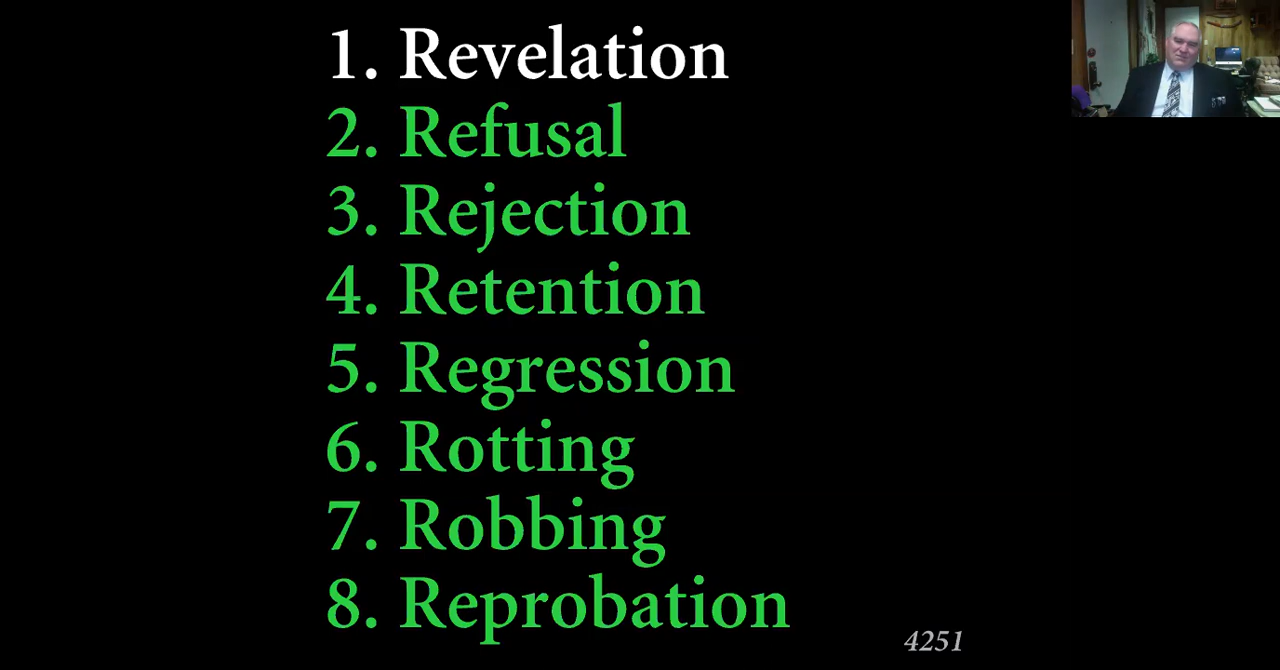 1. Revelation
2. Refusal
3. Rejection
4. Retention
5. Regression
6. Rotting
7. Robbing
8. Reprobation
4251